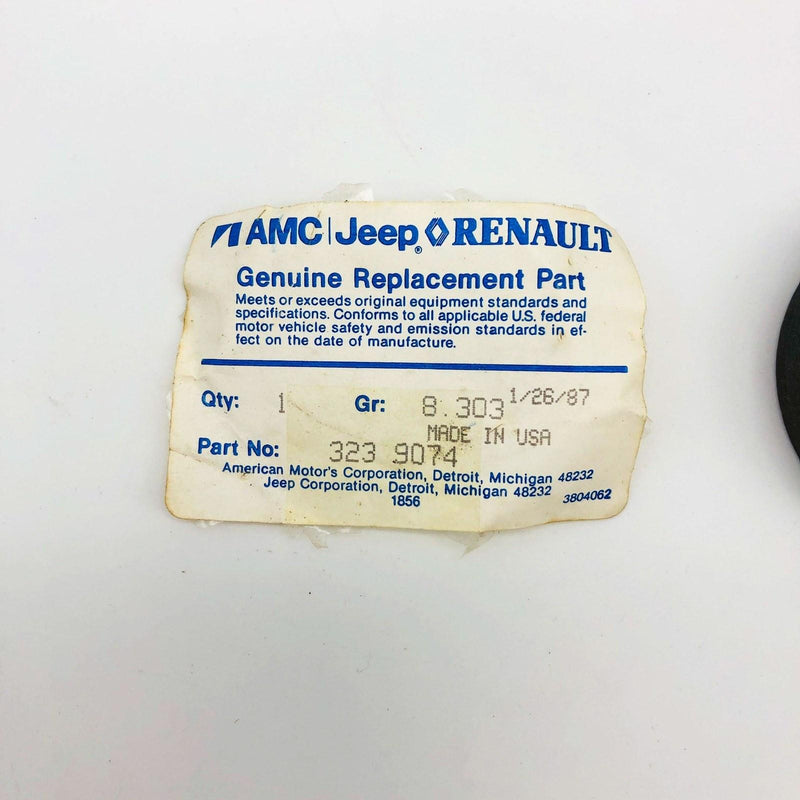 AMC | Jeep® RENAULT
Genuine Replacement Part
Meets or exceeds original equipment standards and
specifications. Conforms to all applicable U.S. federal
motor vehicle safety and emission standards in ef-
fect on the date of manufacture.
Qty: 1 Gr: 8.303 1/26/87
MADE IN USA
Part No: 323 9074
American Motor's Corporation, Detroit, Michigan 48232
Jeep Corporation, Detroit, Michigan 48232
1856 3804062